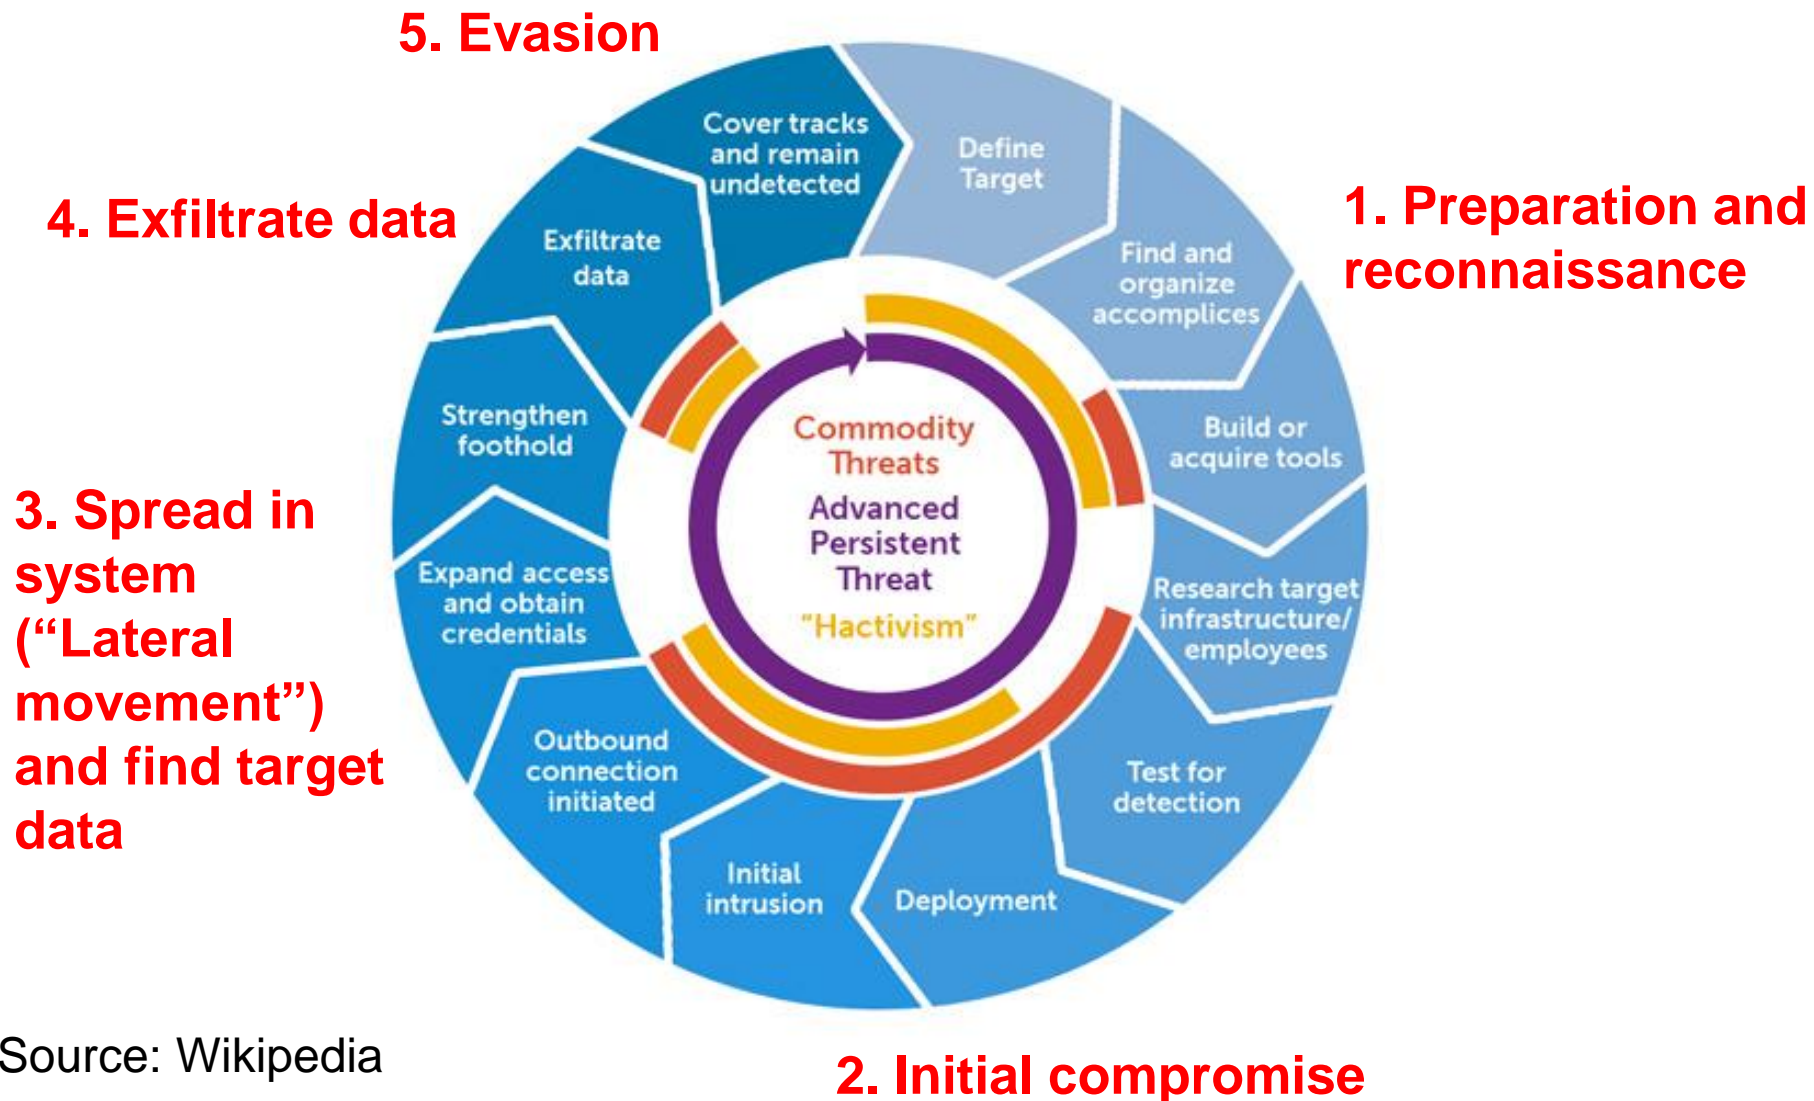 5. Evasion
Cover tracks
and remain
undetected
Define
Target
4. Exfiltrate data
1. Preparation and
reconnaissance
Exfiltrate
data
Find and
organize
accomplices
Strengthen
foothold
Commodity
Threats
Advanced
Persistent
Threat
"Hactivism"
Build or
acquire tools
3. Spread in
system
(“Lateral
movement”)
and find target
data
Expand access
and obtain
credentials
Research target
infrastructure/
employees
Outbound
connection
initiated
Test for
detection
Initial
intrusion
Deployment
Source: Wikipedia
2. Initial compromise